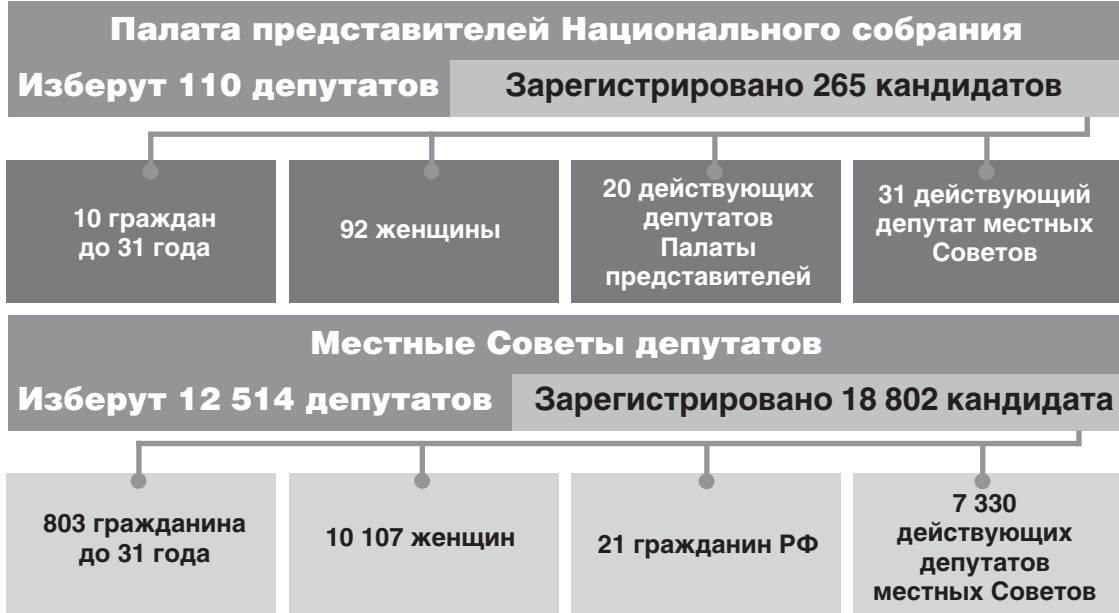 Палата представителей Национального собрания
Изберут 110 депутатов
Зарегистрировано 265 кандидатов
10 граждан
до 31 года
92 женщины
20 действующих
депутатов
Палаты
представителей
31 действующий
депутат местных
Советов
Местные Советы депутатов
Изберут 12 514 депутатов
Зарегистрировано 18 802 кандидата
803 гражданина
до 31 года
10 107 женщин
21 гражданин РФ
7 330
действующих
депутатов
местных Советов